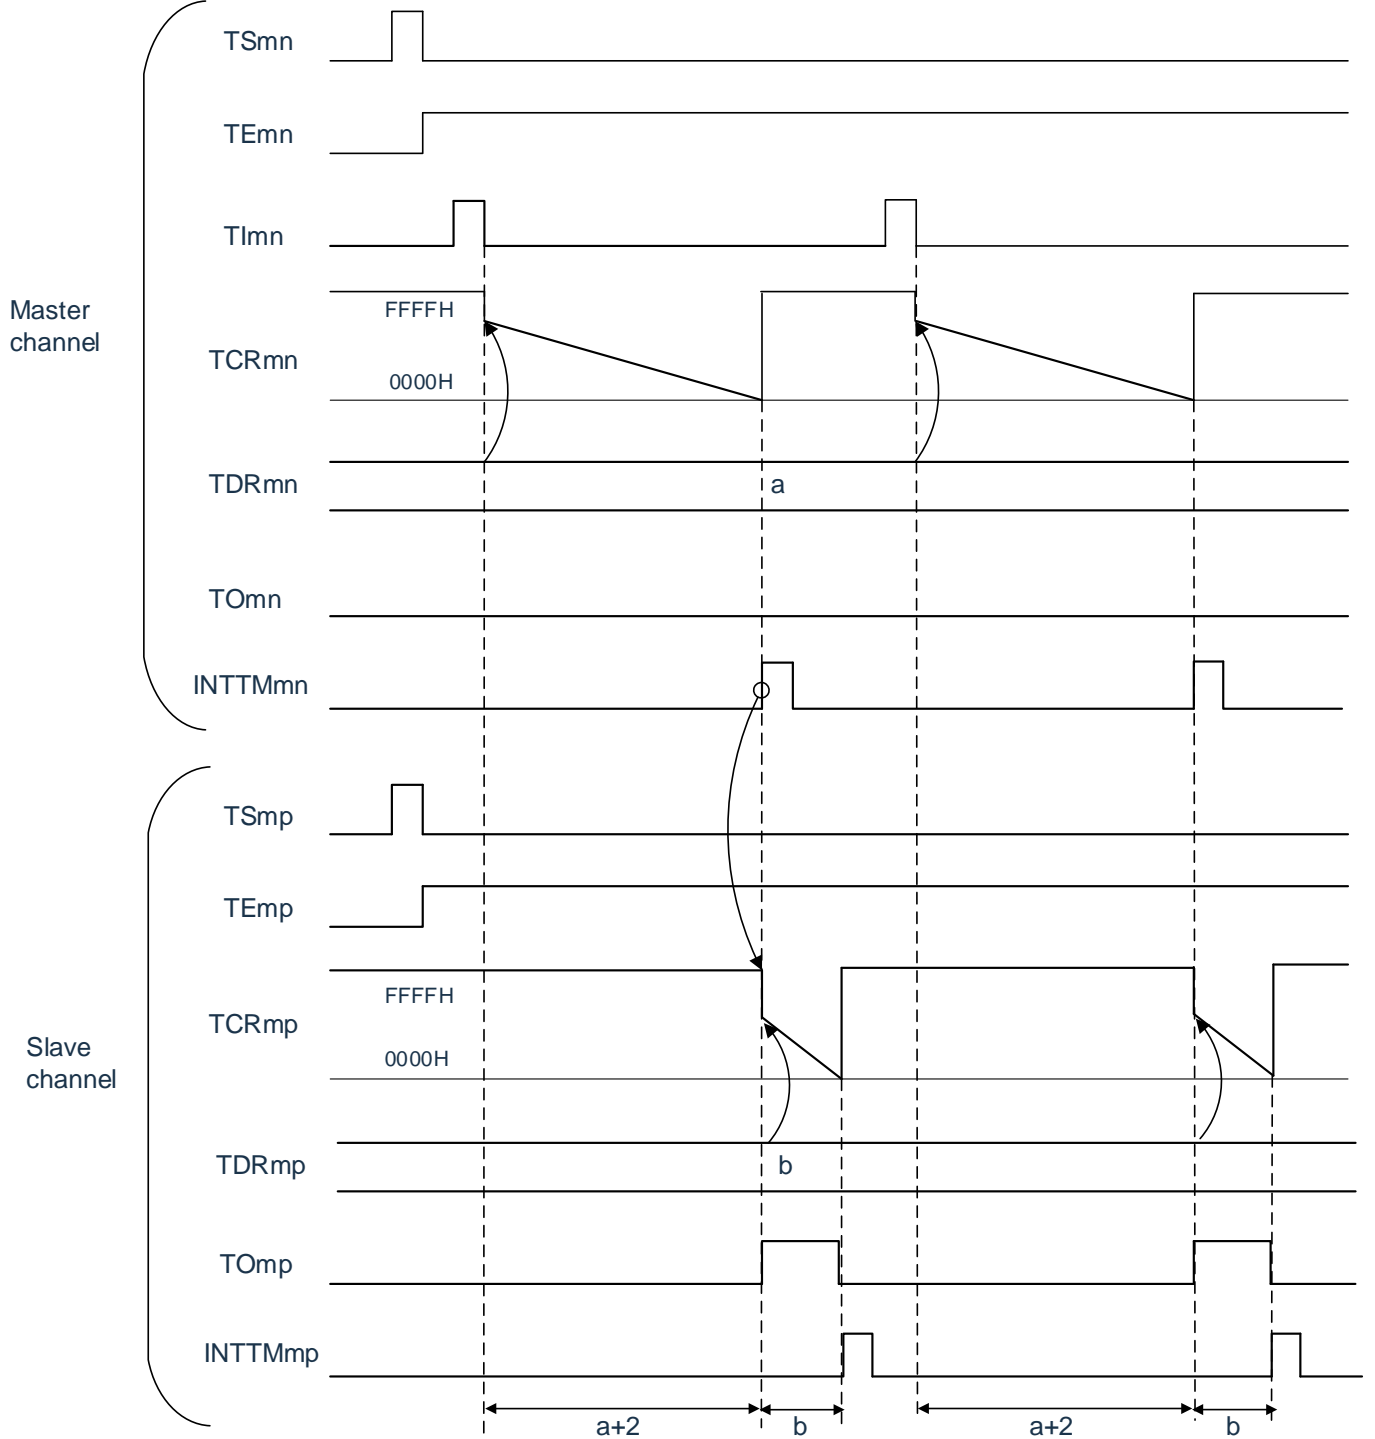 TSmn
TEmn
TImn
Master
channel
FFFFH
TCRmn
0000H
TDRmn
a
TOmn
INTTMmn
TSmp
TEmp
FFFFH
TCRmp
Slave
channel
0000H
TDRmp
b
TOmp
INTTMmp
a+2
b
a+2
b